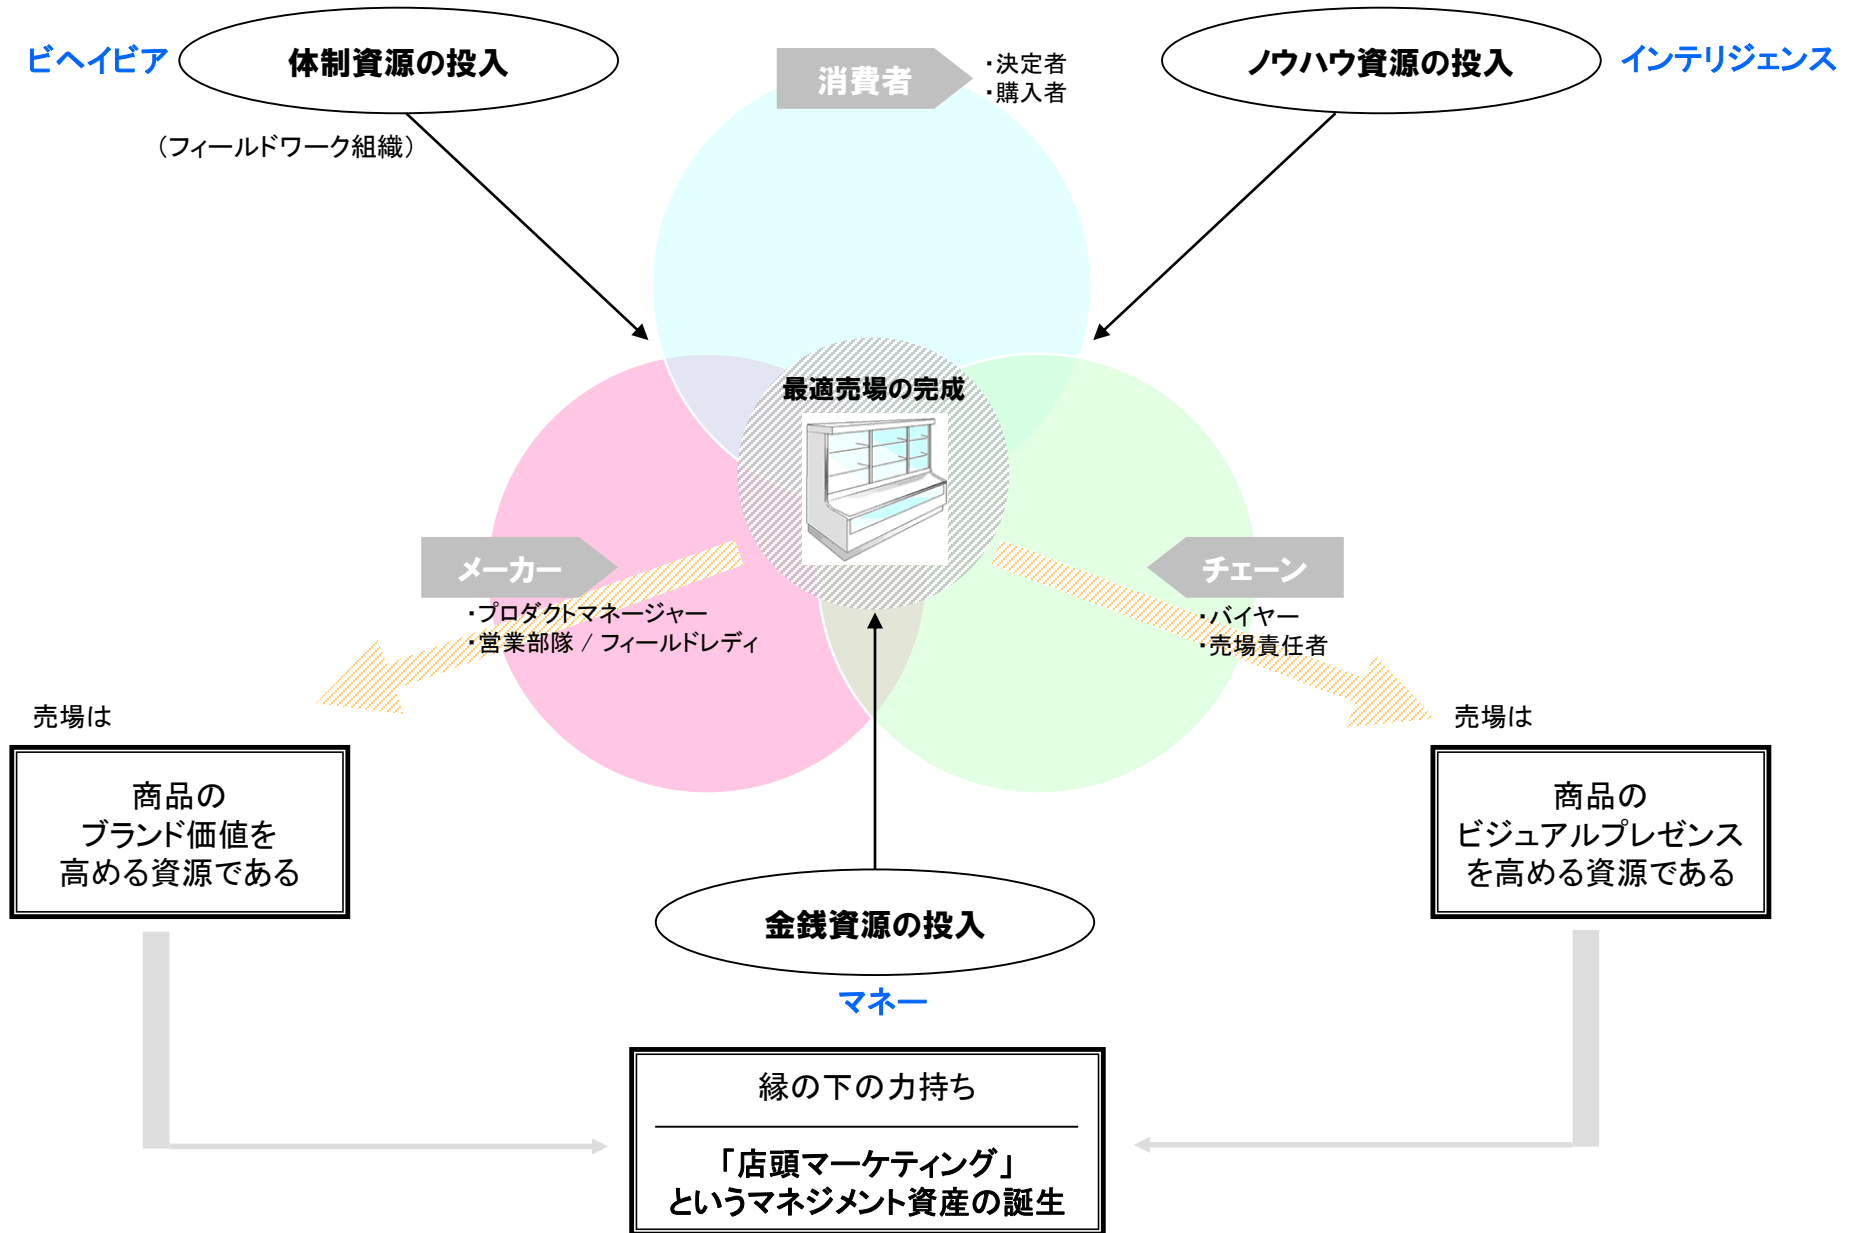 ビヘイビア
体制資源の投入
(フィールドワーク組織)
消費者
・決定者
・購入者
ノウハウ資源の投入
インテリジェンス
最適売場の完成
メーカー
・プロダクトマネージャー
・営業部隊 / フィールドレディ
チェーン
・バイヤー
・売場責任者
売場は
商品の
ブランド価値を
高める資源である
売場は
商品の
ビジュアルプレゼンス
を高める資源である
金銭資源の投入
マネー
縁の下の力持ち
「店頭マーケティング」
というマネジメント資産の誕生